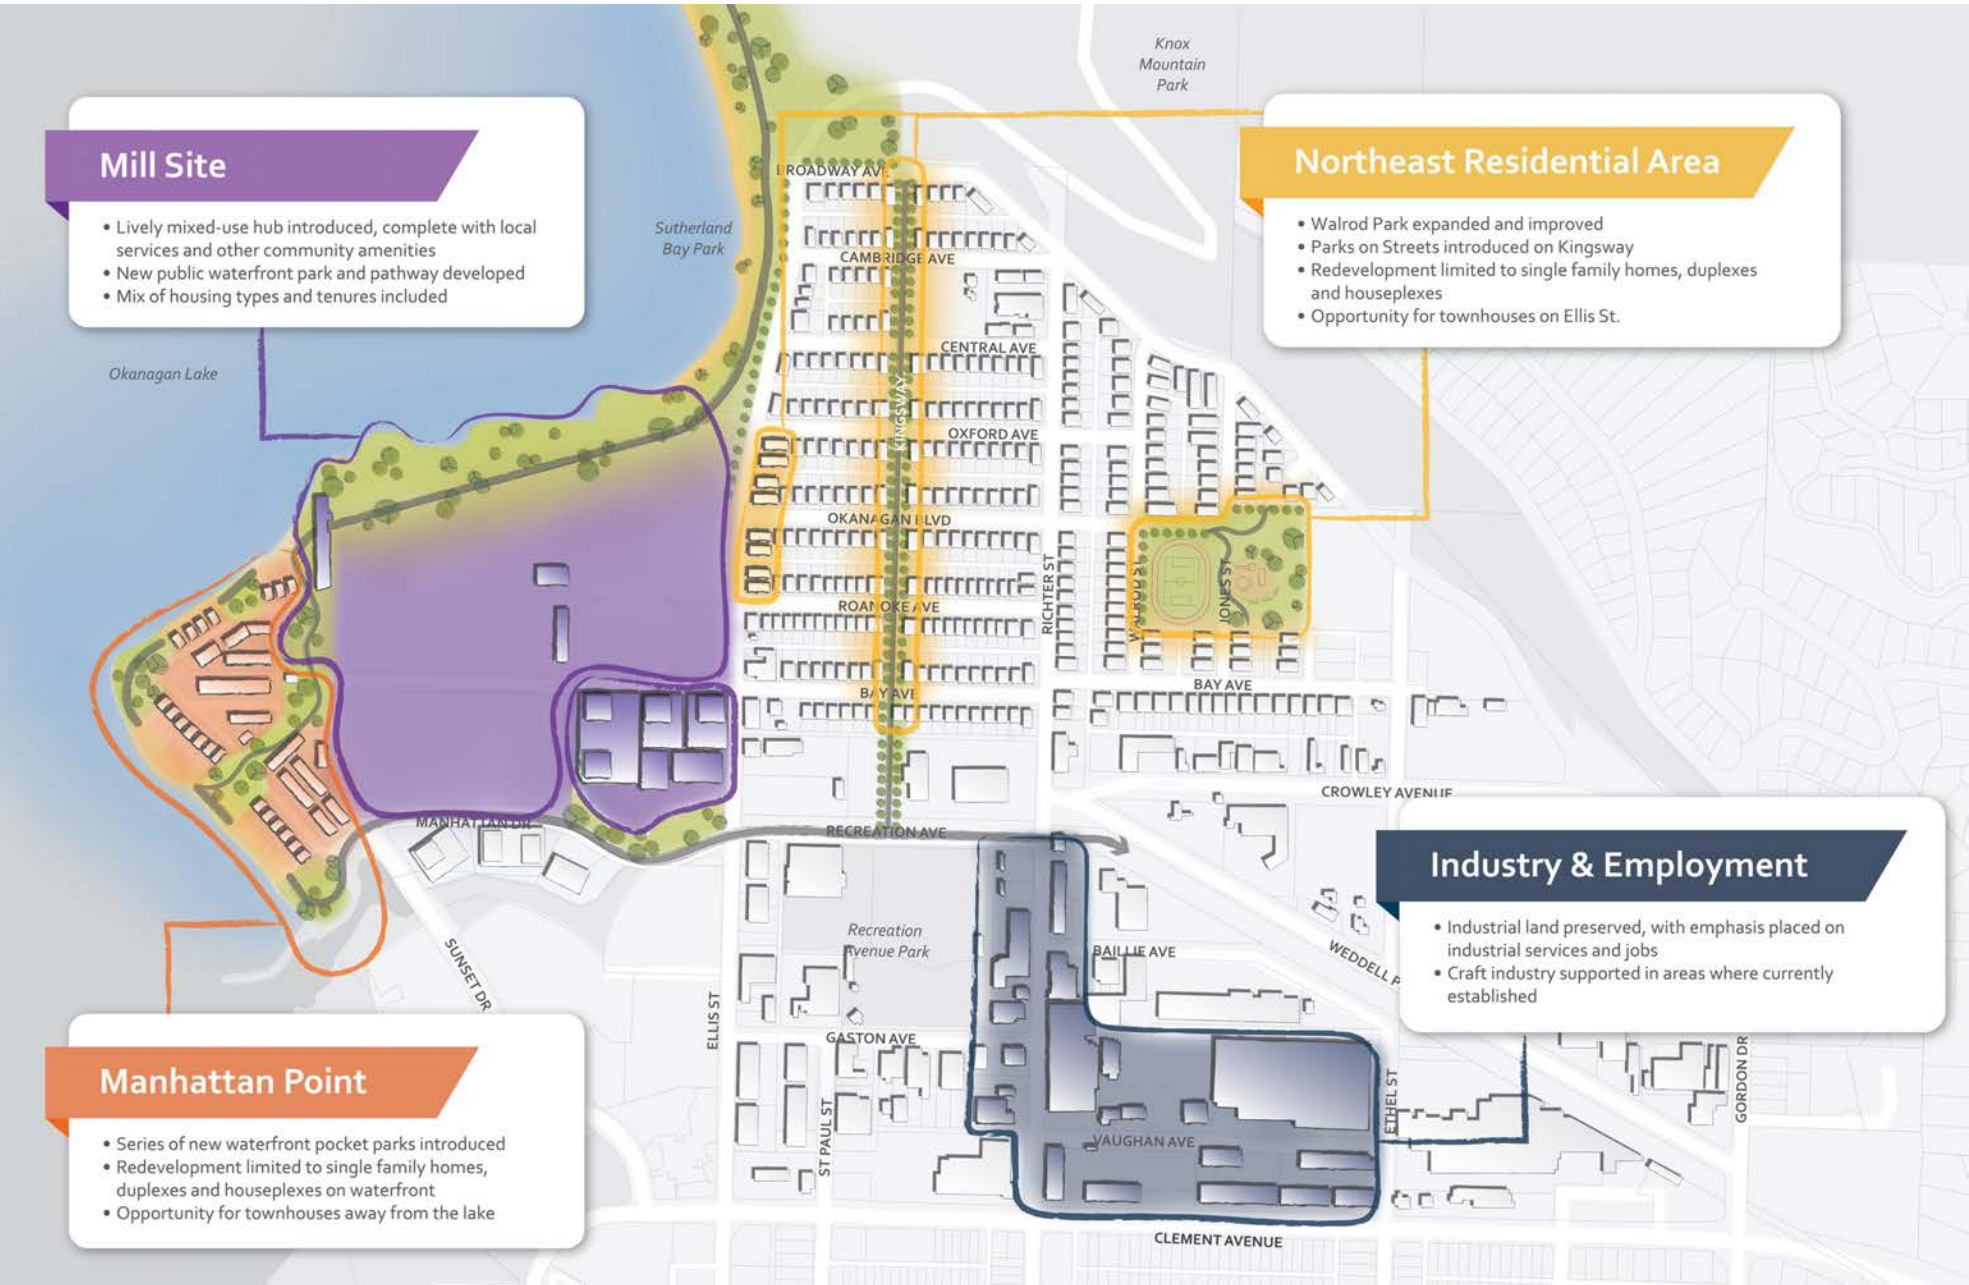 Knox
Mountain
Park
Mill Site
• Lively mixed-use hub introduced, complete with local
services and other community amenities
• New public waterfront park and pathway developed
• Mix of housing types and tenures included
Northeast Residential Area
• Walrod Park expanded and improved
• Parks on Streets introduced on Kingsway
• Redevelopment limited to single family homes, duplexes
and houseplexes
• Opportunity for townhouses on Ellis St.
Sutherland
Bay Park
Okanagan Lake
BROADWAY AVE
CAMBRIDGE AVE
CENTRAL AVE
KINGSWAY
OXFORD AVE
OKANAGAN BLVD
RICHTER ST
WALROD ST
JONES ST
ROANOKE AVE
BAY AVE
BAY AVE
CROWLEY AVENUE
MANHATTAN DR
RECREATION AVE
Industry & Employment
• Industrial land preserved, with emphasis placed on
industrial services and jobs
• Craft industry supported in areas where currently
established
Recreation
Avenue Park
SUNSET DR
BAILLIE AVE
WEDDELL P
ELLIS ST
GASTON AVE
Manhattan Point
• Series of new waterfront pocket parks introduced
• Redevelopment limited to single family homes,
duplexes and houseplexes on waterfront
• Opportunity for townhouses away from the lake
ST PAUL ST
ETHEL ST
GORDON DR
VAUGHAN AVE
CLEMENT AVENUE